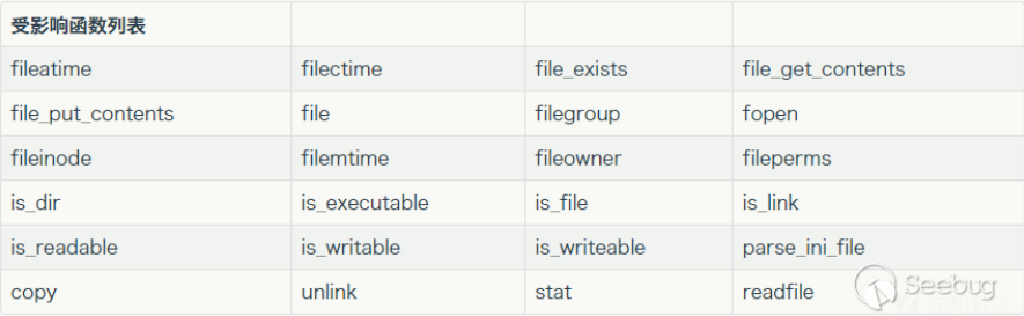 受影响函数列表
fileatime filectime file_exists file_get_contents
file_put_contents file filegroup fopen
fileinode filemtime fileowner fileperms
is_dir is_executable is_file is_link
is_readable is_writable is_writeable parse_ini_file
copy unlink stat readfile
Seebug